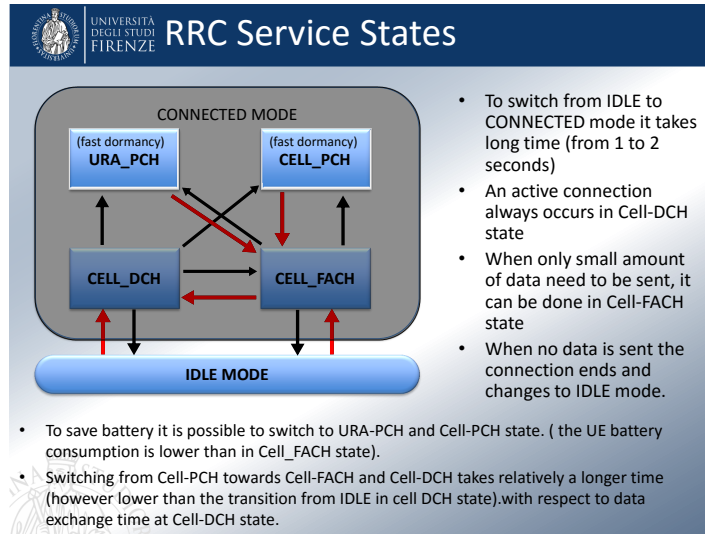 UNIVERSITÀ
DEGLI STUDI
FIRENZE
RRC Service States
CONNECTED MODE
(fast dormancy)
URA_PCH
(fast dormancy)
CELL_PCH
CELL_DCH
CELL_FACH
IDLE MODE
• To switch from IDLE to
CONNECTED mode it takes
long time (from 1 to 2
seconds)
• An active connection
always occurs in Cell-DCH
state
• When only small amount
of data need to be sent, it
can be done in Cell-FACH
state
• When no data is sent the
connection ends and
changes to IDLE mode.
• To save battery it is possible to switch to URA-PCH and Cell-PCH state. ( the UE battery
consumption is lower than in Cell_FACH state).
• Switching from Cell-PCH towards Cell-FACH and Cell-DCH takes relatively a longer time
(however lower than the transition from IDLE in cell DCH state).with respect to data
exchange time at Cell-DCH state.